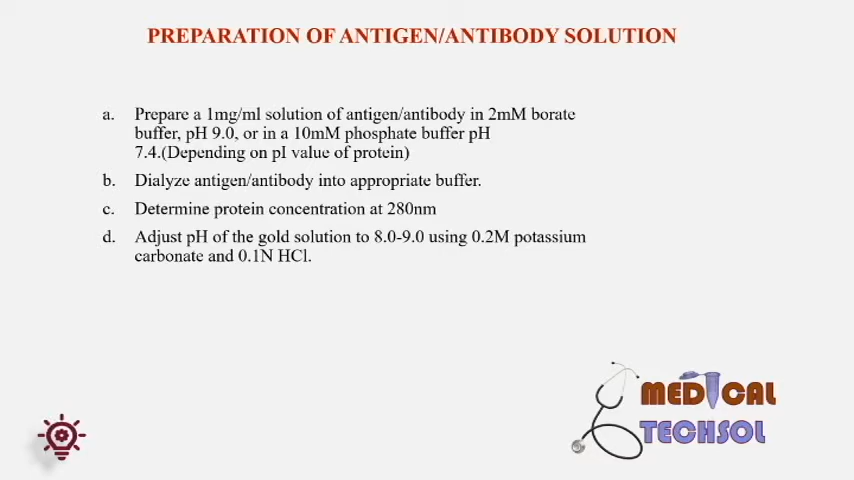 PREPARATION OF ANTIGEN/ANTIBODY SOLUTION
a. Prepare a 1mg/ml solution of antigen/antibody in 2mM borate
buffer, pH 9.0, or in a 10mM phosphate buffer pH
7.4.(Depending on pI value of protein)
b. Dialyze antigen/antibody into appropriate buffer.
c. Determine protein concentration at 280nm
d. Adjust pH of the gold solution to 8.0-9.0 using 0.2M potassium
carbonate and 0.1N HCl.
MEDICAL
TECHSOL